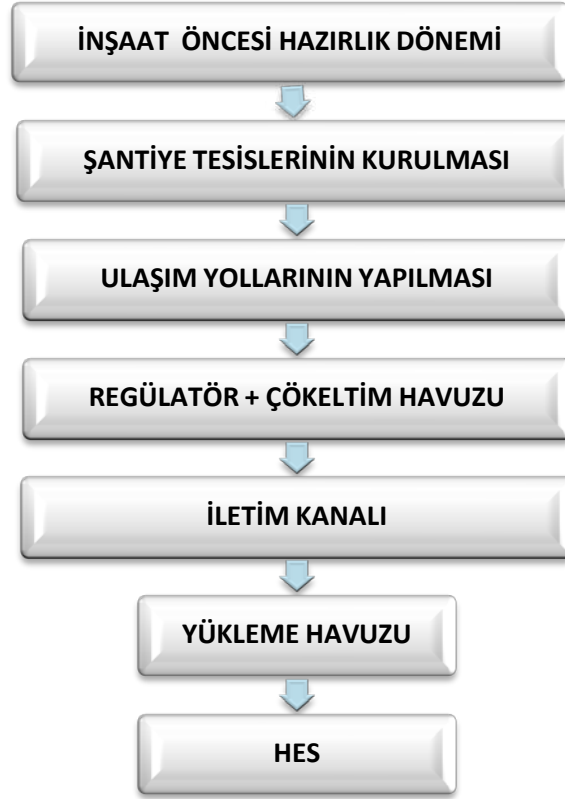 İNŞAAT ÖNCESİ HAZIRLIK DÖNEMİ
ŞANTİYE TESİSLERİNİN KURULMASI
ULAŞIM YOLLARININ YAPILMASI
REGÜLATÖR + ÇÖKELTİM HAVUZU
İLETİM KANALI
YÜKLEME HAVUZU
HES